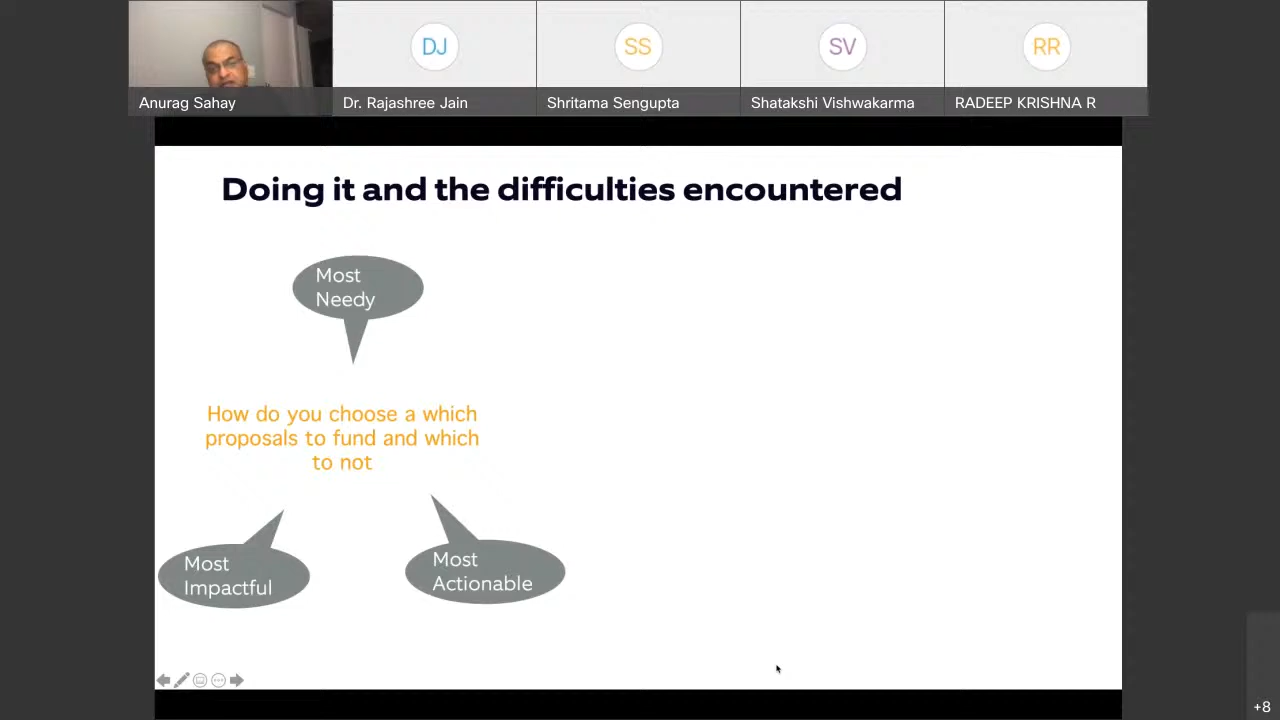 DJ
SS
SV
RR
Anurag Sahay
Dr. Rajashree Jain
Shritama Sengupta
Shatakshi Vishwakarma
RADEEP KRISHNA R
Doing it and the difficulties encountered
Most
Needy
How do you choose a which
proposals to fund and which
to not
Most
Impactful
Most
Actionable
+8